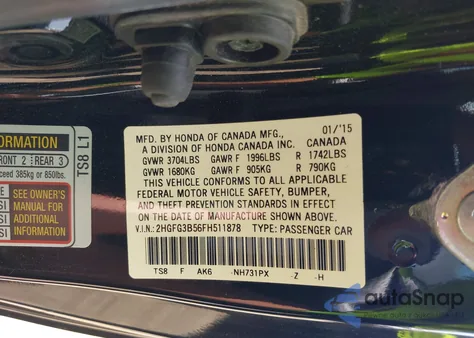 FORMATION
FRONT 2 REAR 3
exceed 385kg or 850lbs.
SEE OWNER'S
MANUAL FOR
ADDITIONAL
INFORMATION
TS8 L1
01/'15
MFD. BY HONDA OF CANADA MFG., CANADA
A DIVISION OF HONDA CANADA INC.
GVWR 3704LBS GAWR F 1996LBS R 1742LBS
GVWR 1680KG GAWR F 905KG R 790KG
THIS VEHICLE CONFORMS TO ALL APPLICABLE
FEDERAL MOTOR VEHICLE SAFETY, BUMPER,
AND THEFT PREVENTION STANDARDS IN EFFECT
ON THE DATE OF MANUFACTURE SHOWN ABOVE.
V.I.N.: 2HGFG3B56FH511878 TYPE: PASSENGER CAR
TS8 F AK6 -NH731PX -Z -H
autoSnap